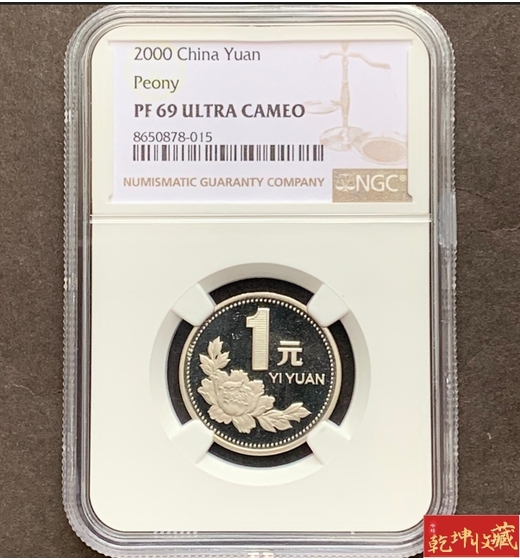 2000 China Yuan
Peony
PF 69 ULTRA CAMEO
8650878-015
NUMISMATIC GUARANTY COMPANY
NGC®
1
元
YI YUAN
乾坤收藏